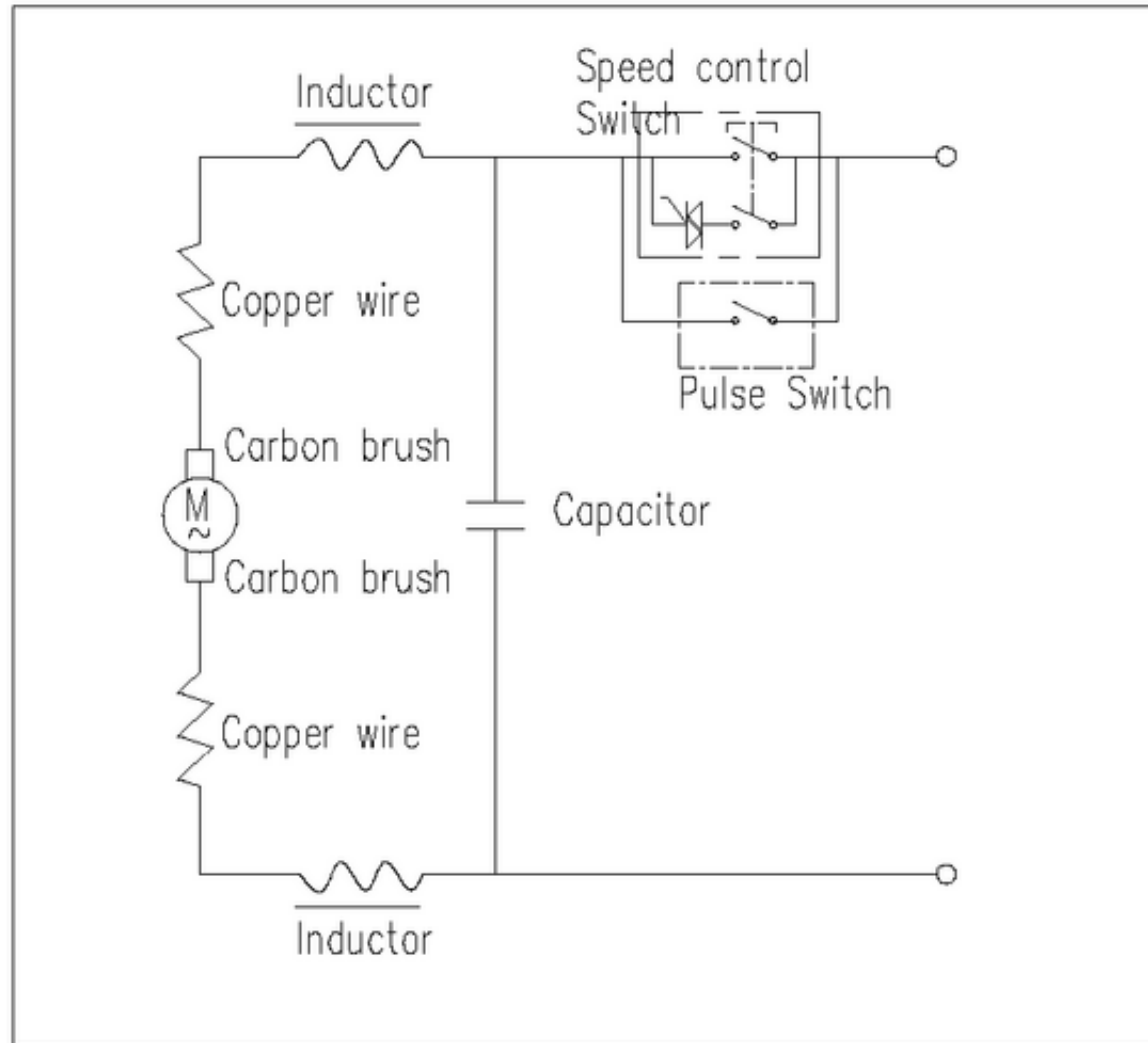 Speed control
Switch
Inductor
Copper wire
Pulse Switch
Carbon brush
M
~
Capacitor
Carbon brush
Copper wire
Inductor